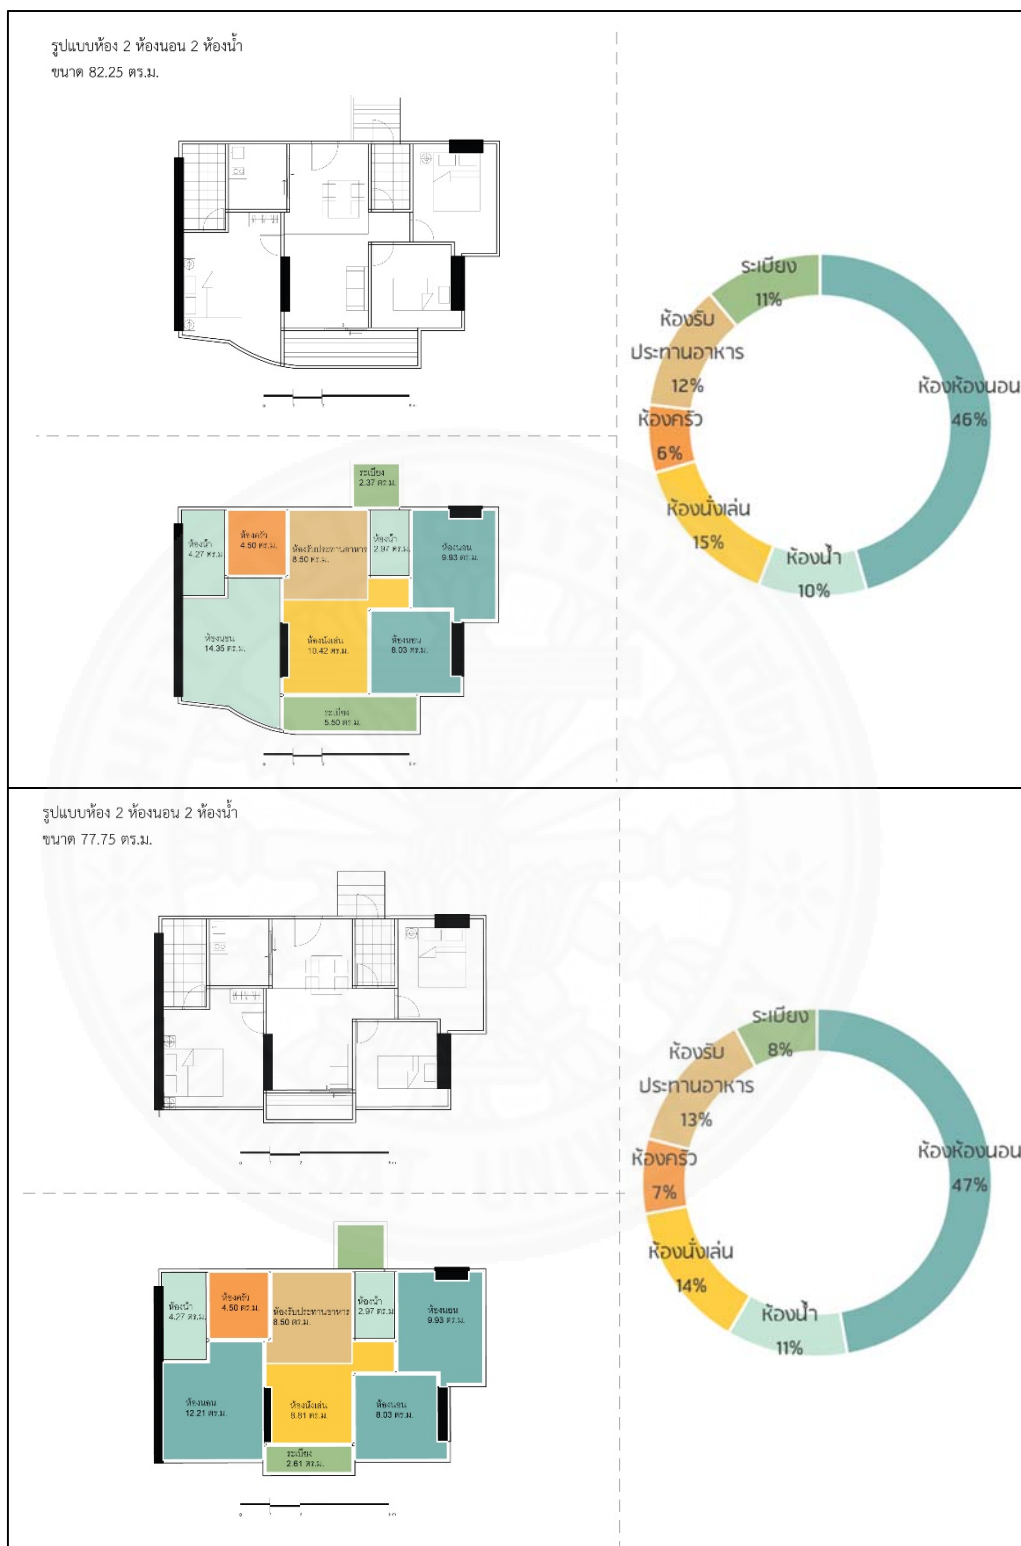 รูปแบบห้อง 2 ห้องนอน 2 ห้องน้ำ
ขนาด 82.25 ตร.ม.
ระเบียง
11%
ห้องรับ
ประทานอาหาร
12%
ห้องห้องนอน
46%
ห้องครัว
6%
ห้องนั่งเล่น
15%
ห้องน้ำ
10%
ระเบียง
2.37 ตร.ม.
ห้องน้ำ
4.27 ตร.ม.
ห้องครัว
4.50 ตร.ม.
ห้องรับประทานอาหาร
8.50 ตร.ม.
ห้องน้ำ
2.97 ตร.ม.
ห้องนอน
9.93 ตร.ม.
ห้องนอน
14.35 ตร.ม.
ห้องนั่งเล่น
10.42 ตร.ม.
ห้องนอน
8.03 ตร.ม.
ระเบียง
5.50 ตร.ม.
รูปแบบห้อง 2 ห้องนอน 2 ห้องน้ำ
ขนาด 77.75 ตร.ม.
ระเบียง
8%
ห้องรับ
ประทานอาหาร
13%
ห้องครัว
7%
ห้องห้องนอน
47%
ห้องนั่งเล่น
14%
ห้องน้ำ
11%
ห้องน้ำ
4.27 ตร.ม.
ห้องครัว
4.50 ตร.ม.
ห้องรับประทานอาหาร
8.50 ตร.ม.
ห้องน้ำ
2.97 ตร.ม.
ห้องนอน
9.93 ตร.ม.
ห้องนอน
12.21 ตร.ม.
ห้องนั่งเล่น
8.81 ตร.ม.
ห้องนอน
8.03 ตร.ม.
ระเบียง
2.61 ตร.ม.